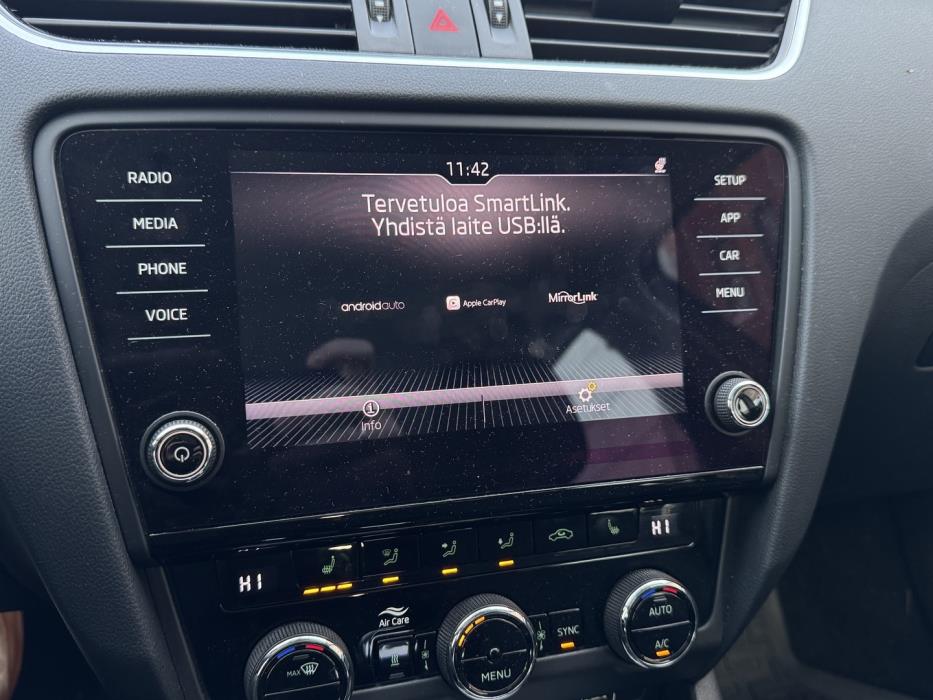 11:42
RADIO
MEDIA
PHONE
VOICE
Tervetuloa SmartLink.
Yhdistä laite USB:llä.
androidauto
Apple CarPlay
MirrorLink
Info
Asetukset
SETUP
APP
CAR
MENU
HI
HI
Air Care
MAX
MENU
SYNC
AUTO
A/C